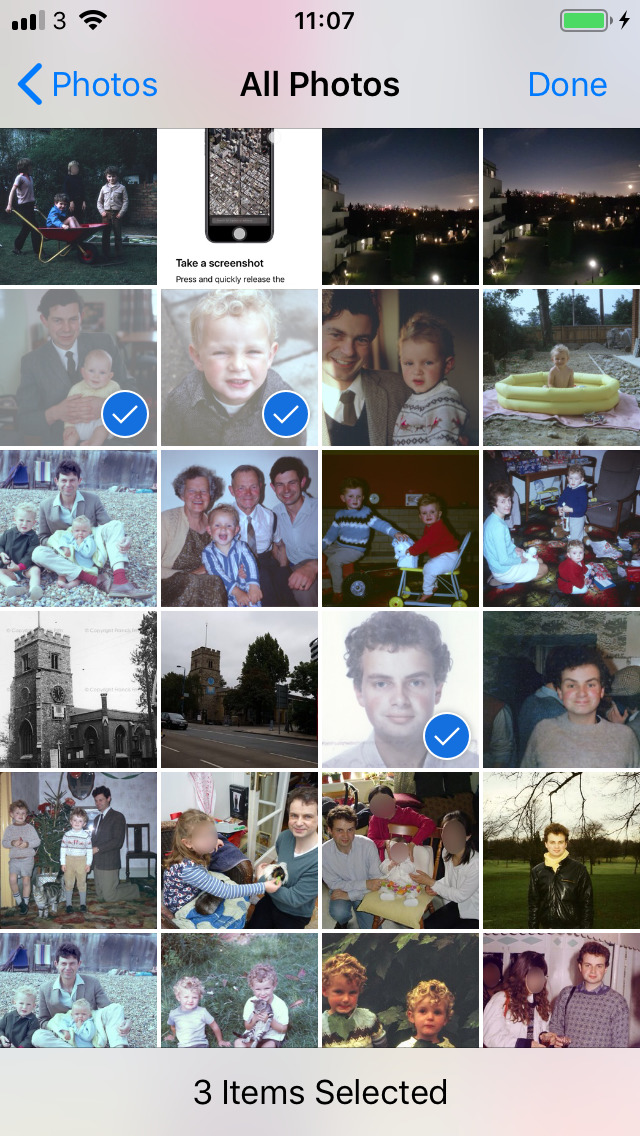 3 11:07
Photos All Photos Done
Take a screenshot
Press and quickly release the
3 Items Selected